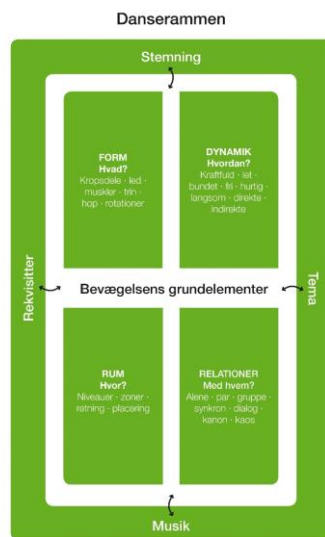 Danserammen
Stemning
FORM
Hvad?
Kropsdele · led ·
muskler · trin ·
hop · rotationer
DYNAMIK
Hvordan?
Kraftfuld · let ·
bundet · fri · hurtig ·
langsom · direkte ·
indirekte
Rekvisitter
Bevægelsens grundelementer
Tema
RUM
Hvor?
Niveauer · zoner ·
retning · placering
RELATIONER
Med hvem?
Alene · par · gruppe ·
synkron · dialog ·
kanon · kaos
Musik